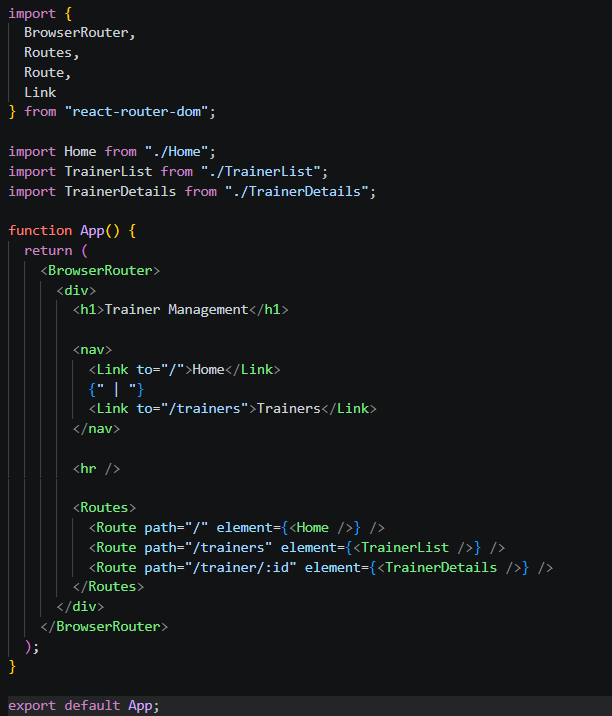 import {
  BrowserRouter,
  Routes,
  Route,
  Link
} from "react-router-dom";

import Home from "./Home";
import TrainerList from "./TrainerList";
import TrainerDetails from "./TrainerDetails";

function App() {
  return (
    <BrowserRouter>
      <div>
        <h1>Trainer Management</h1>

        <nav>
          <Link to="/">Home</Link>
          {" | "}
          <Link to="/trainers">Trainers</Link>
        </nav>

        <hr />

        <Routes>
          <Route path="/" element={<Home />} />
          <Route path="/trainers" element={<TrainerList />} />
          <Route path="/trainer/:id" element={<TrainerDetails />} />
        </Routes>
      </div>
    </BrowserRouter>
  );
}

export default App;